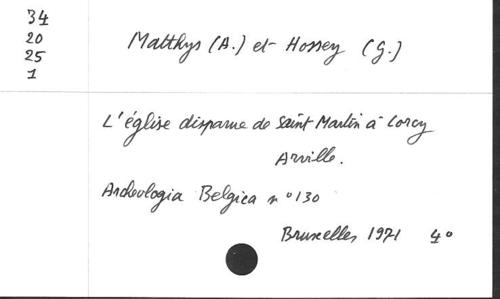 34
20
25
1
Matthys (A.) et Hossey (G.)
L'église disparue de Saint Martin à Lorcy
Arville.
Archeologia Belgica n° 130
Bruxelles 1971 4°